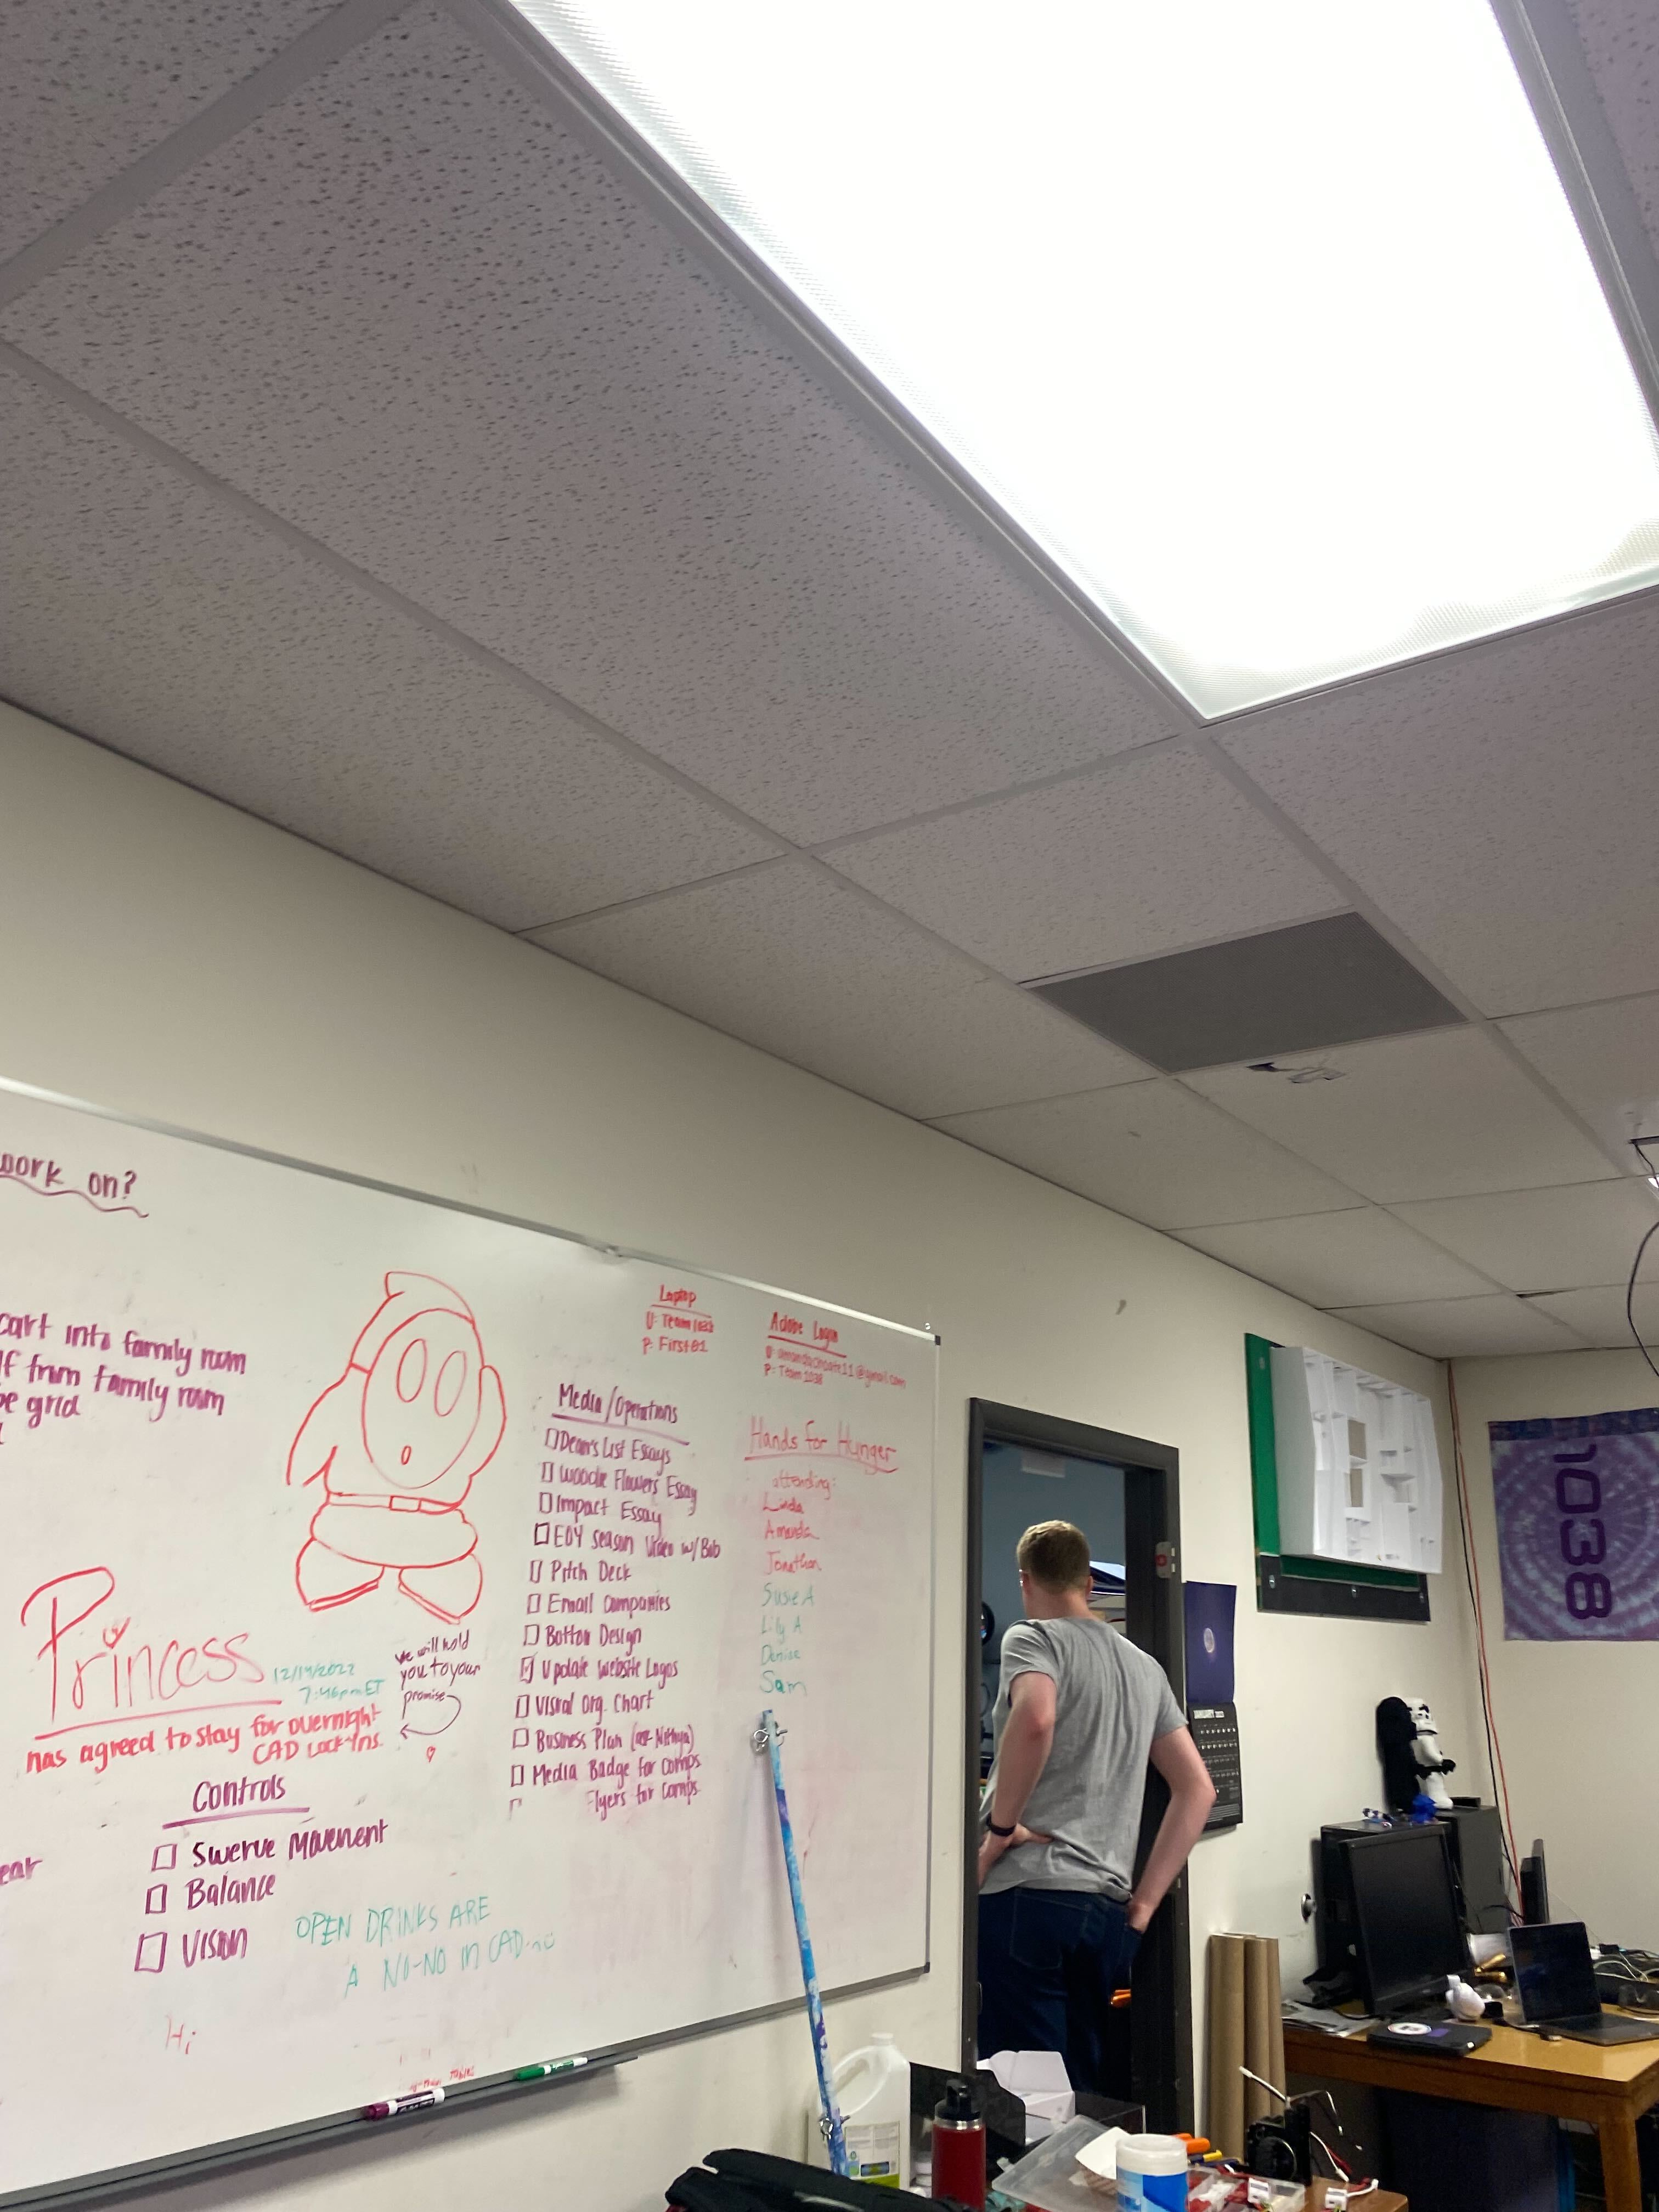 work on?
cart into family room
from family room
grid
Princess
12/14/2022
7:46pm ET
has agreed to stay for overnight
CAD Lock-Ins.
we will hold
you to your
promise
Controls
Swerve Movement
Balance
Vision
OPEN DRINKS ARE
A NO-NO IN CAD-no
Hi
Laptop
U: Team 1038
P:
Adobe Login
U:
P: Team 1038
Media/Operations
Dean's List Essays
Woodie Flowers Essay
Impact Essay
EOY season Video w/ Bob
Pitch Deck
Email Companies
Button Design
Update Website Logos
Visual Org. Chart
Business Plan (Nithya)
Media Badge for Comps
Flyers for comps
Hands for Hunger
attending:
Linda
Amanda
Jonathan
Susie A
Lily A
Denise
Sam
JANUARY
1038